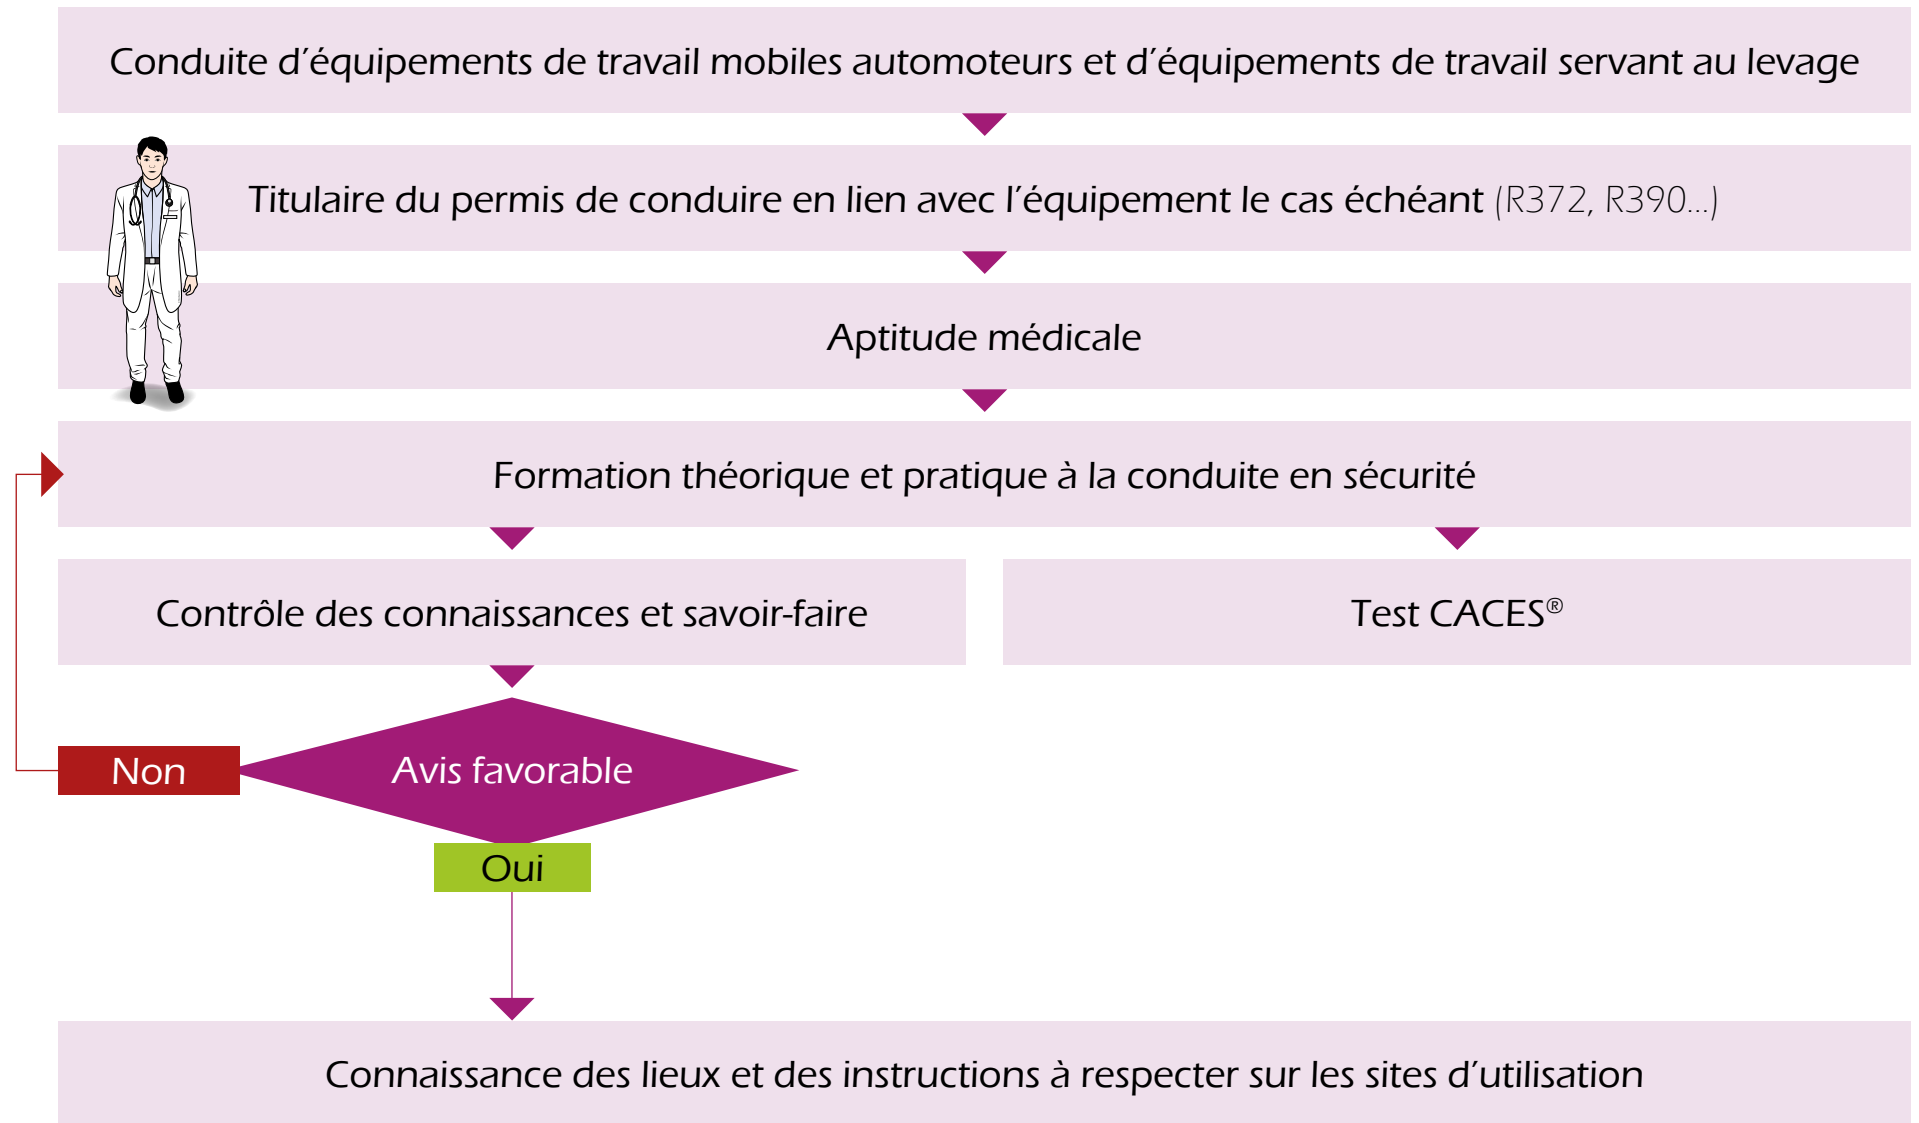 Conduite d’équipements de travail mobiles automoteurs et d’équipements de travail servant au levage
Titulaire du permis de conduire en lien avec l’équipement le cas échéant (R372, R390...)
Aptitude médicale
Formation théorique et pratique à la conduite en sécurité
Contrôle des connaissances et savoir-faire
Test CACES®
Avis favorable
Non
Oui
Connaissance des lieux et des instructions à respecter sur les sites d’utilisation